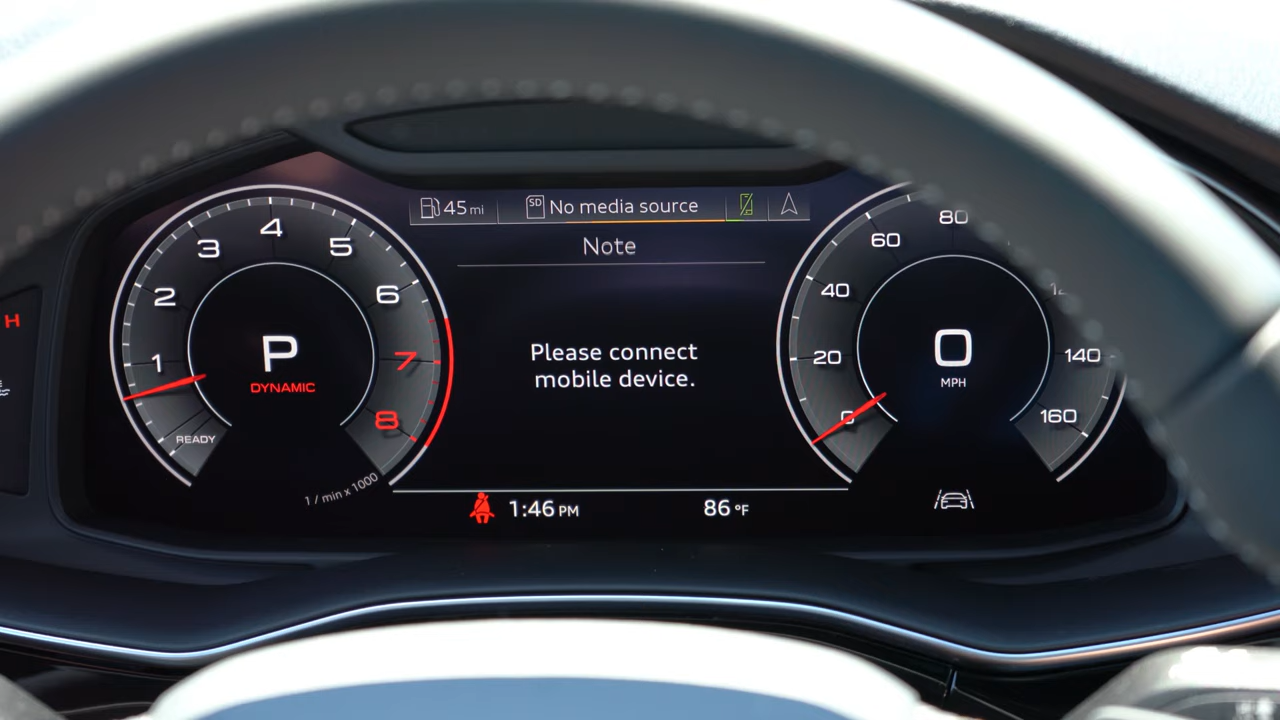 45 mi
SD
No media source
Note
Please connect
mobile device.
1
2
3
4
5
6
7
8
P
DYNAMIC
READY
1 / min x 1000
0
20
40
60
80
140
160
0
MPH
H
1:46 PM
86 °F